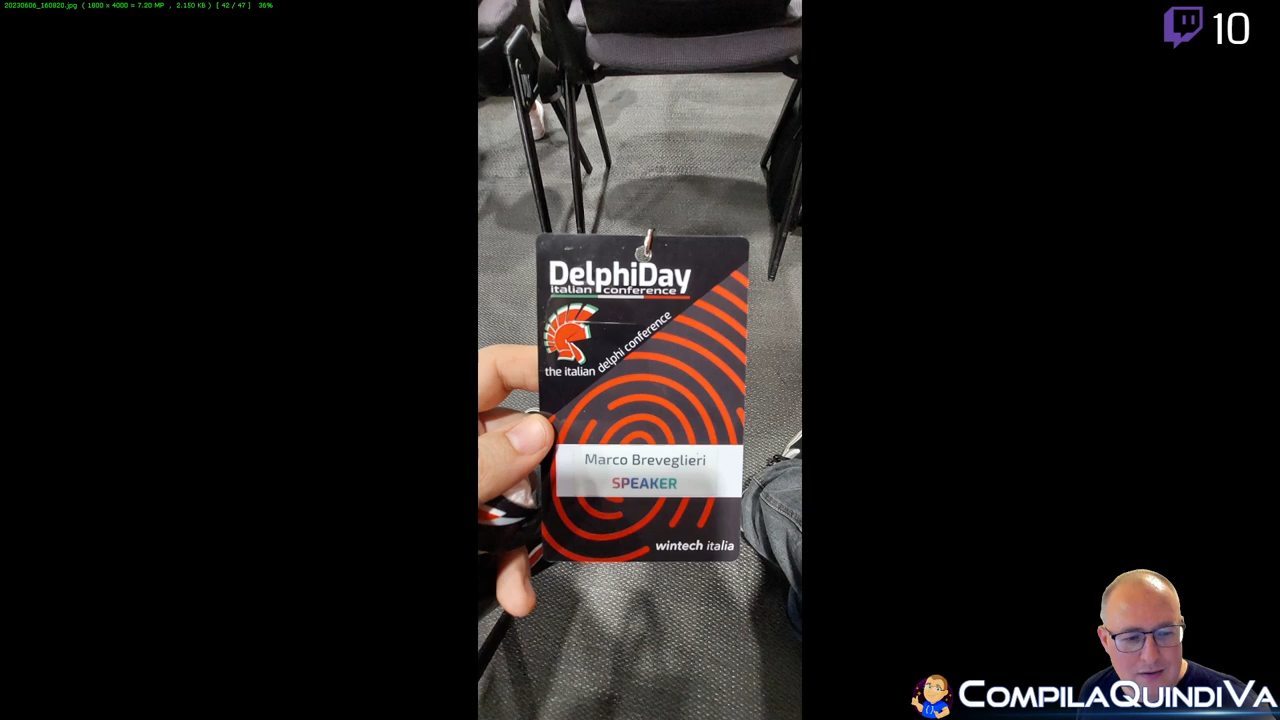 20230606_160820.jpg ( 1800 x 4000 = 7.20 MP , 2.150 KB ) [ 42 / 47 ] 36%
10
DelphiDay
italian conference
the italian delphi conference
Marco Breveglieri
SPEAKER
wintech italia
COMPILAQUINDIVA